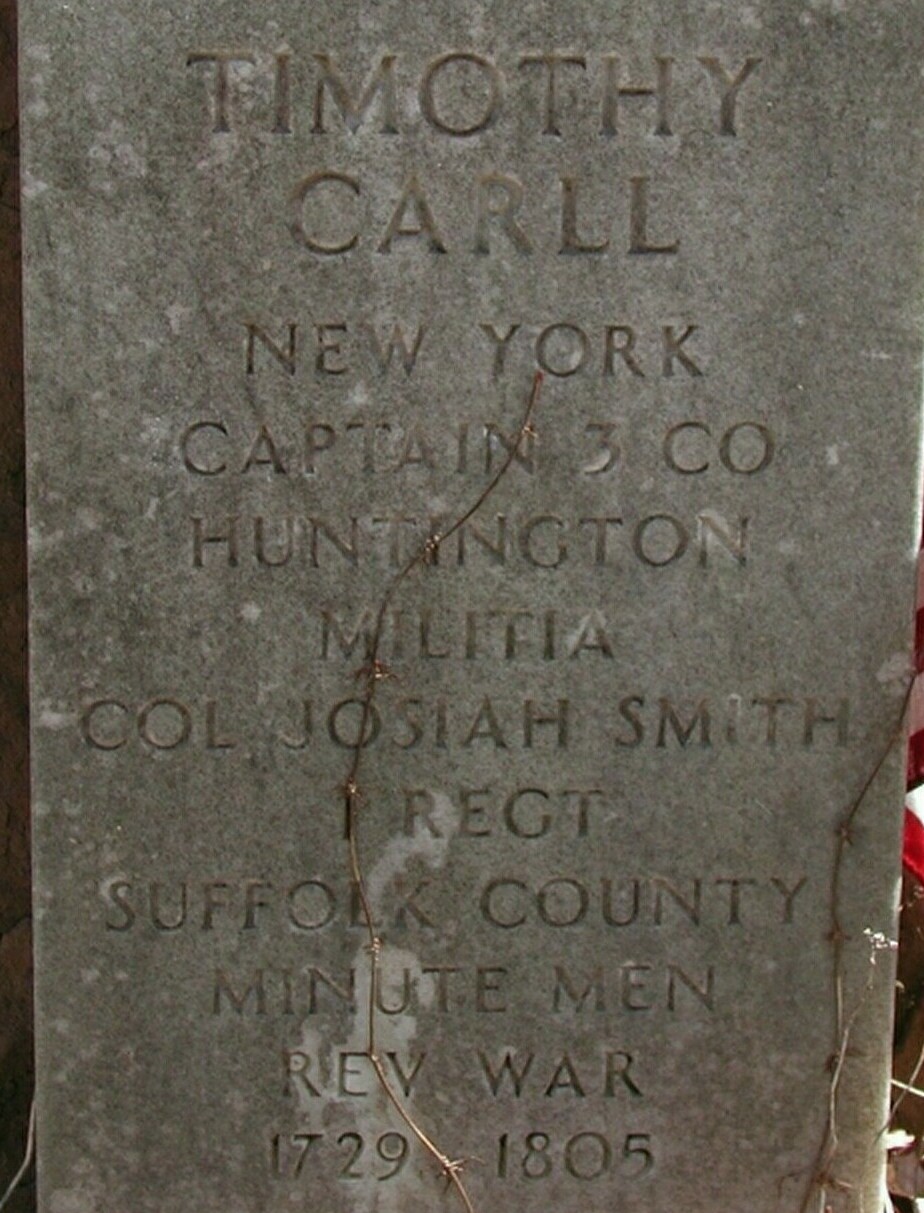 TIMOTHY
CARLL
NEW YORK
CAPTAIN 3 CO
HUNTINGTON
MILITIA
COL JOSIAH SMITH
1 REGT
SUFFOLK COUNTY
MINUTE MEN
REV WAR
1729 1805